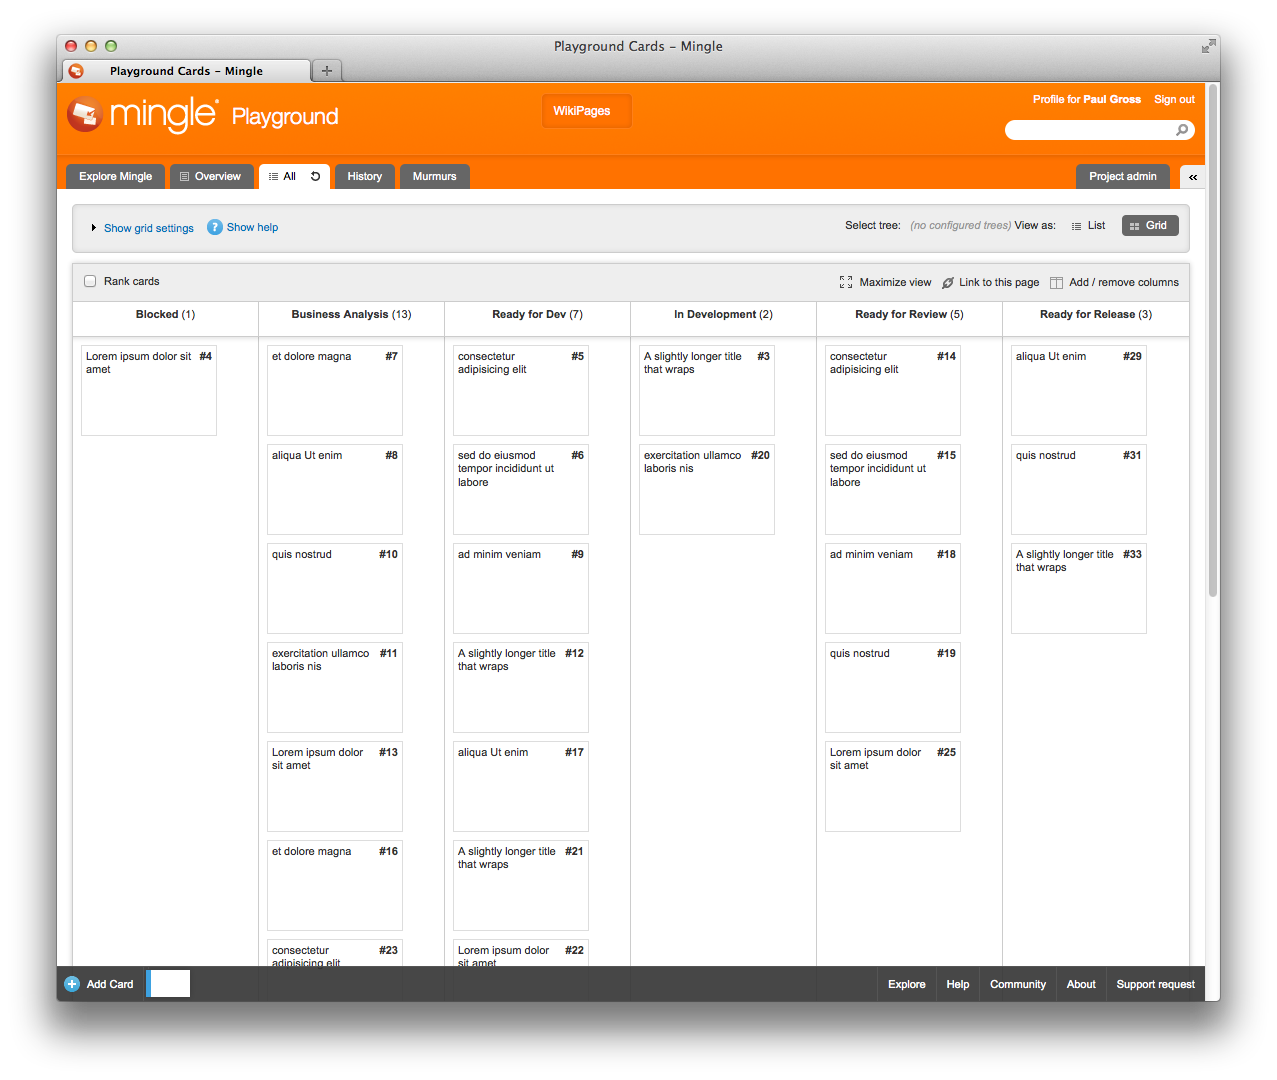 Playground Cards – Mingle
Playground Cards – Mingle
mingle Playground
WikiPages
Profile for Paul Gross Sign out
Explore Mingle Overview All History Murmurs Project admin «
Show grid settings ? Show help Select tree: (no configured trees) View as: List Grid
Rank cards Maximize view Link to this page Add / remove columns
Blocked (1) Business Analysis (13) Ready for Dev (7) In Development (2) Ready for Review (5) Ready for Release (3)
Lorem ipsum dolor sit #4
amet
et dolore magna #7
aliqua Ut enim #8
quis nostrud #10
exercitation ullamco #11
laboris nis
Lorem ipsum dolor #13
sit amet
et dolore magna #16
consectetur #23
adipisicing elit
consectetur #5
adipisicing elit
sed do eiusmod #6
tempor incididunt ut
labore
ad minim veniam #9
A slightly longer title #12
that wraps
aliqua Ut enim #17
A slightly longer title #21
that wraps
Lorem ipsum dolor #22
sit amet
A slightly longer title #3
that wraps
exercitation ullamco #20
laboris nis
consectetur #14
adipisicing elit
sed do eiusmod #15
tempor incididunt ut
labore
ad minim veniam #18
quis nostrud #19
Lorem ipsum dolor #25
sit amet
aliqua Ut enim #29
quis nostrud #31
A slightly longer title #33
that wraps
Add Card Explore Help Community About Support request